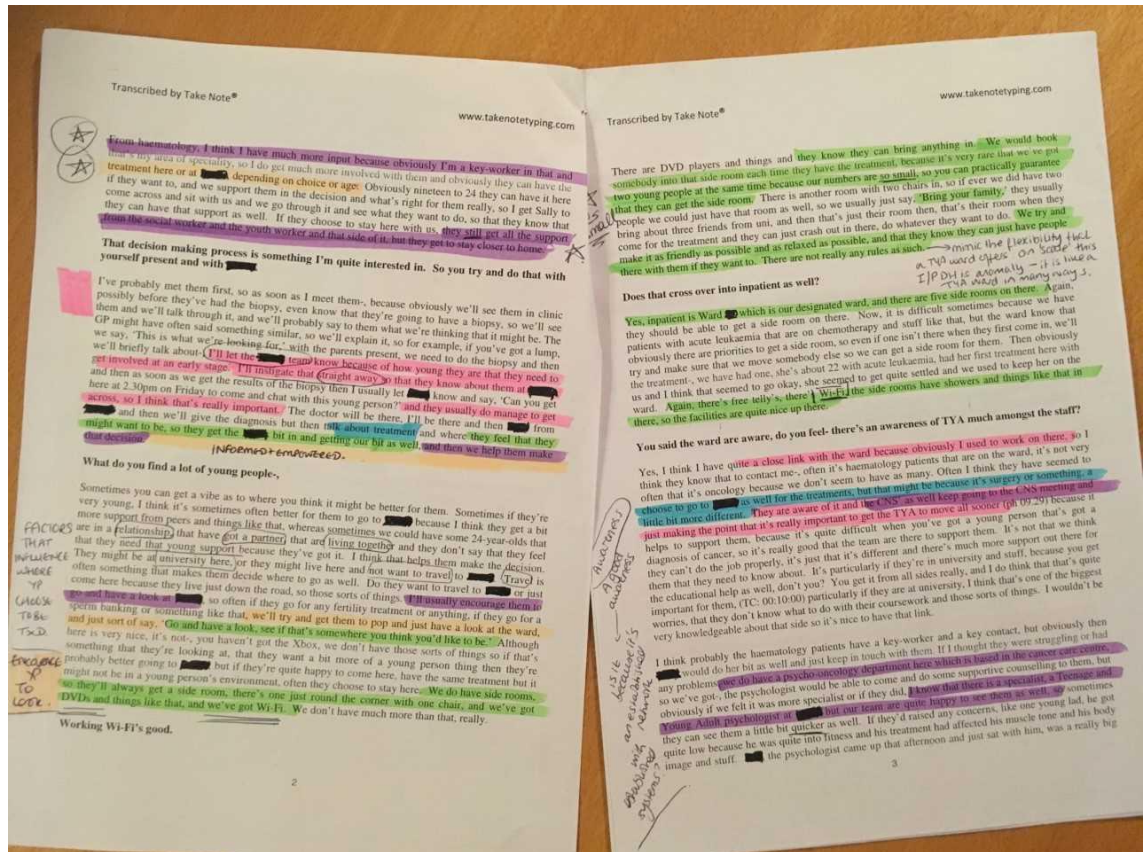 Transcribed by Take Note®
www.takenotetyping.com
From haematology, I think I have much more input because obviously I'm a key-worker in that and
that's my area of speciality, so I do get much more involved with them and obviously they can have the
treatment here or at depending on choice or age. Obviously nineteen to 24 they can have it here
if they want to, and we support them in the decision and what's right for them really, so I get Sally to
come across and sit with us and we go through it and see what they want to do, so that they know that
they can have that support as well. If they choose to stay here with us, they still get all the support
from the social worker and the youth worker and that side of it, but they get to stay closer to home.
That decision making process is something I'm quite interested in. So you try and do that with
yourself present and with .
I've probably met them first, so as soon as I meet them-, because obviously we'll see them in clinic
possibly before they've had the biopsy, even know that they're going to have a biopsy, so we'll see
them and we'll talk through it, and we'll probably say to them what we're thinking that it might be. The
GP might have often said something similar, so we'll explain it, so for example, if you've got a lump,
we say, 'This is what we're looking for,' with the parents present, we need to do the biopsy and then
we'll briefly talk about- I'll let the team know because of how young they are that they need to
get involved at an early stage. I'll instigate that straight away so that they know about them at
and then as soon as we get the results of the biopsy then I usually let know and say, 'Can you get
here at 2.30pm on Friday to come and chat with this young person?' and they usually do manage to get
across, so I think that's really important. The doctor will be there, I'll be there and then from
and then we'll give the diagnosis but then talk about treatment and where they feel that they
might want to be, so they get the bit in and getting our bit as well, and then we help them make
that decision.
INFORMED + EMPOWERED.
What do you find a lot of young people-,
Sometimes you can get a vibe as to where you think it might be better for them. Sometimes if they're
very young, I think it's sometimes often better for them to go to because I think they get a bit
more support from peers and things like that, whereas sometimes we could have some 24-year-olds that
are in a relationship, that have got a partner, that are living together and they don't say that they feel
that they need that young support because they've got it. I think that helps them make the decision.
They might be at university here, or they might live here and not want to travel to . Travel is
often something that makes them decide where to go as well. Do they want to travel to or just
come here because they live just down the road, so those sorts of things. I'll usually encourage them to
go and have a look at , so often if they go for any fertility treatment or anything, if they go for a
sperm banking or something like that, we'll try and get them to pop and just have a look at the ward,
and just sort of say, 'Go and have a look, see if that's somewhere you think you'd like to be.' Although
here is very nice, it's not-, you haven't got the Xbox, we don't have those sorts of things so if that's
something that they're looking at, that they want a bit more of a young person thing then they're
probably better going to but if they're quite happy to come here, have the same treatment but it
might not be in a young person's environment, often they choose to stay here. We do have side rooms,
so they'll always get a side room, there's one just round the corner with one chair, and we've got
DVDs and things like that, and we've got Wi-Fi. We don't have much more than that, really.
Working Wi-Fi's good.
2
FACTORS
THAT
INFLUENCE
WHERE
YP
CHOOSE
TO BE
TXD.
ENCOURAGE
YP
TO
LOOK.
Transcribed by Take Note®
www.takenotetyping.com
There are DVD players and things and they know they can bring anything in. We would book
somebody into that side room each time they have the treatment, because it's very rare that we've got
two young people at the same time because our numbers are so small, so you can practically guarantee
that they can get the side room. There is another room with two chairs in, so if ever we did have two
people we could just have that room as well, so we usually just say, 'Bring your family,' they usually
bring about three friends from uni, and then that's just their room then, that's their room when they
come for the treatment and they can just crash out in there, do whatever they want to do. We try and
make it as friendly as possible and as relaxed as possible, and that they know they can just have people
there with them if they want to. There are not really any rules as such.
mimic the flexibility that
a TYA ward offers on 'scale' this
I/P DH is anomaly - it is like a
TYA ward in many ways.
small
Does that cross over into inpatient as well?
Yes, inpatient is Ward which is our designated ward, and there are five side rooms on there. Again,
they should be able to get a side room on there. Now, it is difficult sometimes because we have
patients with acute leukaemia that are on chemotherapy and stuff like that, but the ward know that
obviously there are priorities to get a side room, so even if one isn't there when they first come in, we'll
try and make sure that we move somebody else so we can get a side room for them. Then obviously
the treatment-, we have had one, she's about 22 with acute leukaemia, had her first treatment here with
us and I think that seemed to go okay, she seemed to get quite settled and we used to keep her on the
ward. Again, there's free telly's, there Wi-Fi, the side rooms have showers and things like that in
there, so the facilities are quite nice up there.
You said the ward are aware, do you feel- there's an awareness of TYA much amongst the staff?
Yes, I think I have quite a close link with the ward because obviously I used to work on there, so I
think they know that to contact me-, often it's haematology patients that are on the ward, it's not very
often that it's oncology because we don't seem to have as many. Often I think they have seemed to
choose to go to as well for the treatments, but that might be because it's surgery or something, a
little bit more different. They are aware of it and the CNS' as well keep going to the CNS meeting and
just making the point that it's really important to get the TYA to move all sooner (ph 09.29) because it
helps to support them, because it's quite difficult when you've got a young person that's got a
diagnosis of cancer, so it's really good that the team are there to support them. It's not that we think
they can't do the job properly, it's just that it's different and there's much more support out there for
them that they need to know about. It's particularly if they're in university and stuff, because you get
the educational help as well, don't you? You get it from all sides really, and I do think that that's quite
important for them, (TC: 00:10:00) particularly if they are at university, I think that's one of the biggest
worries, that they don't know what to do with their coursework and those sorts of things. I wouldn't be
very knowledgeable about that side so it's nice to have that link.
I think probably the haematology patients have a key-worker and a key contact, but obviously then
would do her bit as well and just keep in touch with them. If I thought they were struggling or had
any problems, we do have a psycho-oncology department here which is based in the cancer care centre,
so we've got-, the psychologist would be able to come and do some supportive counselling to them, but
obviously if we felt it was more specialist or if they did. I know that there is a specialist, a Teenage and
Young Adult psychologist at but our team are quite happy to see them as well, so sometimes
they can see them a little bit quicker as well. If they'd raised any concerns, like one young lad, he got
quite low because he was quite into fitness and his treatment had affected his muscle tone and his body
image and stuff. the psychologist came up that afternoon and just sat with him, was a really big
3
Awareness
A good
awareness
is it
because it's
an established
network
with
established
systems?